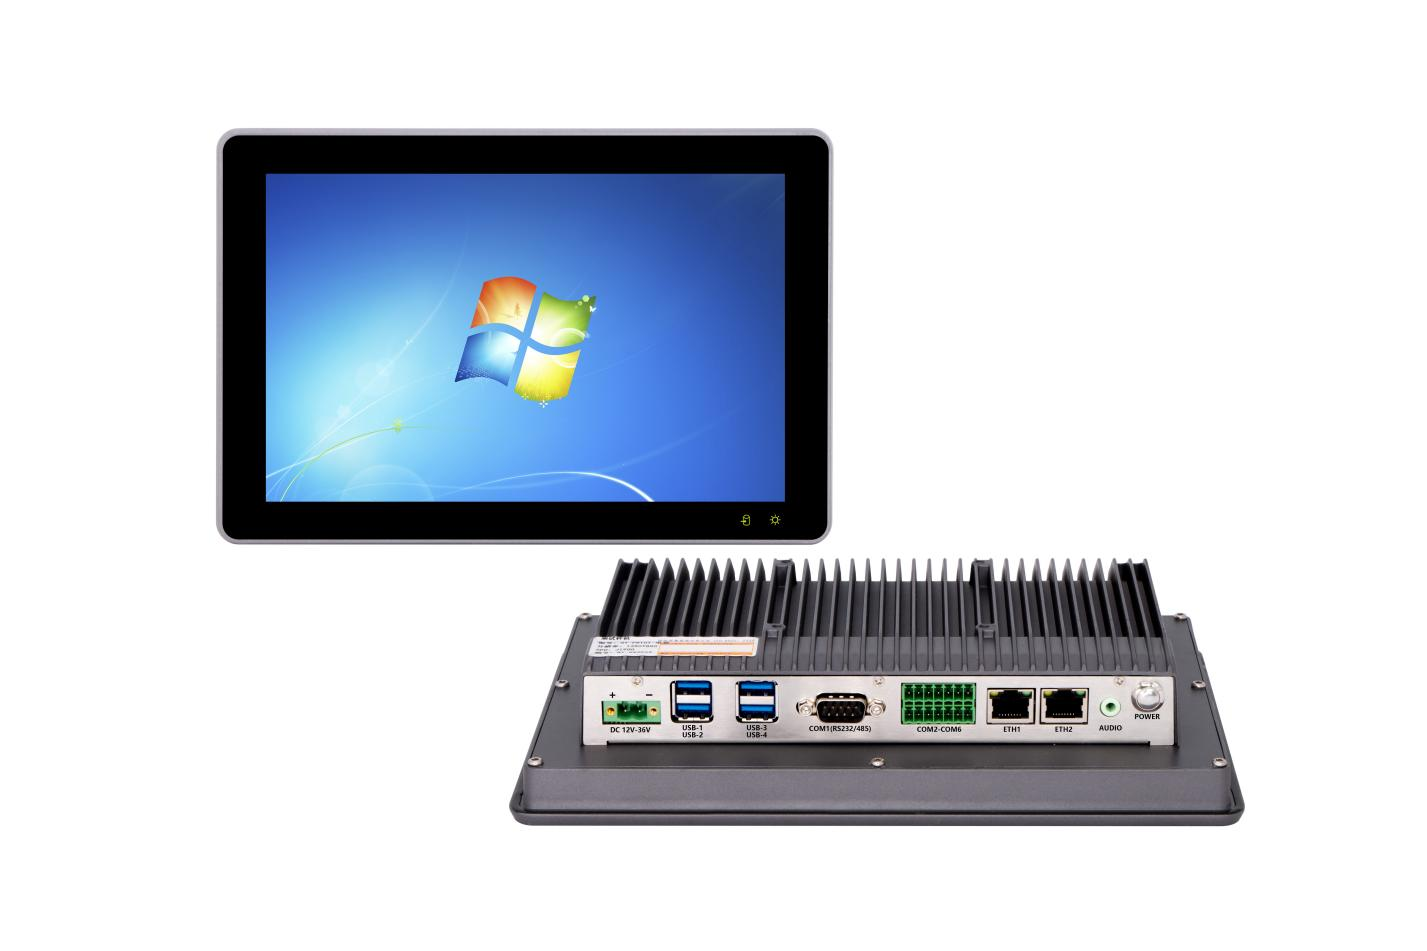 + −
DC 12V-36V
USB-1
USB-2
USB-3
USB-4
COM1(RS232/485)
COM2-COM6
ETH1
ETH2
AUDIO
POWER